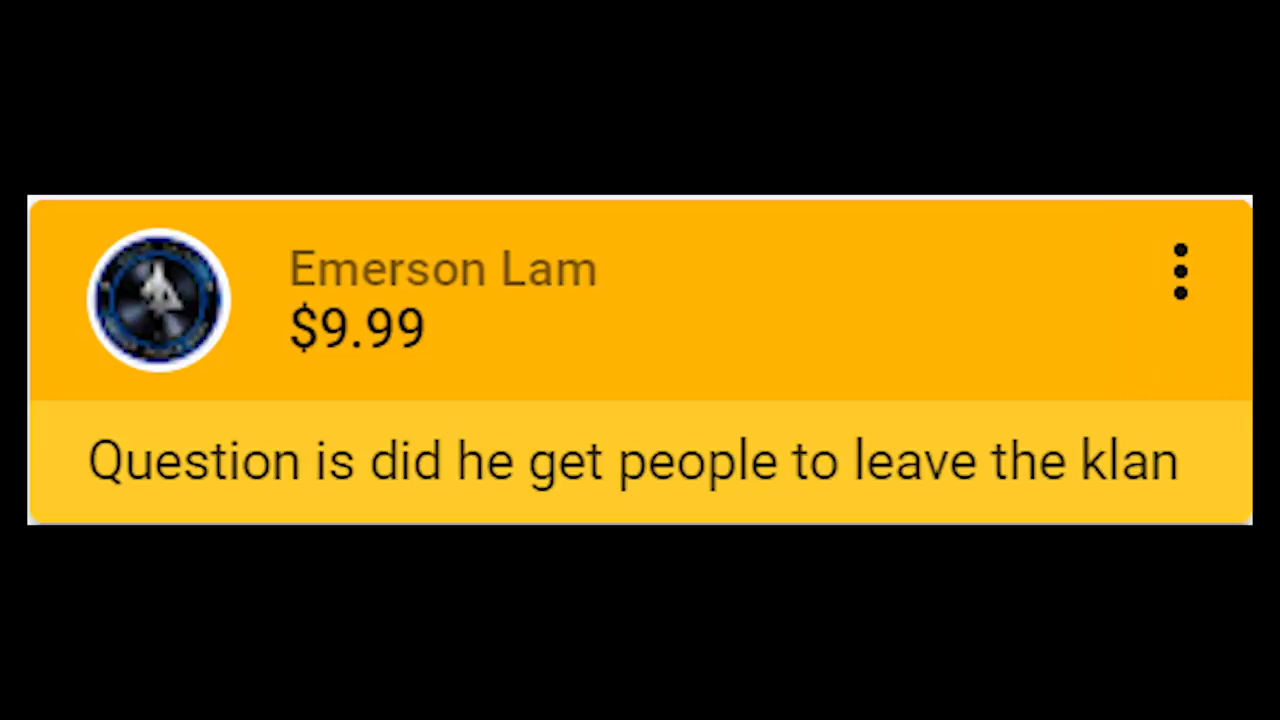 Emerson Lam
$9.99
Question is did he get people to leave the klan